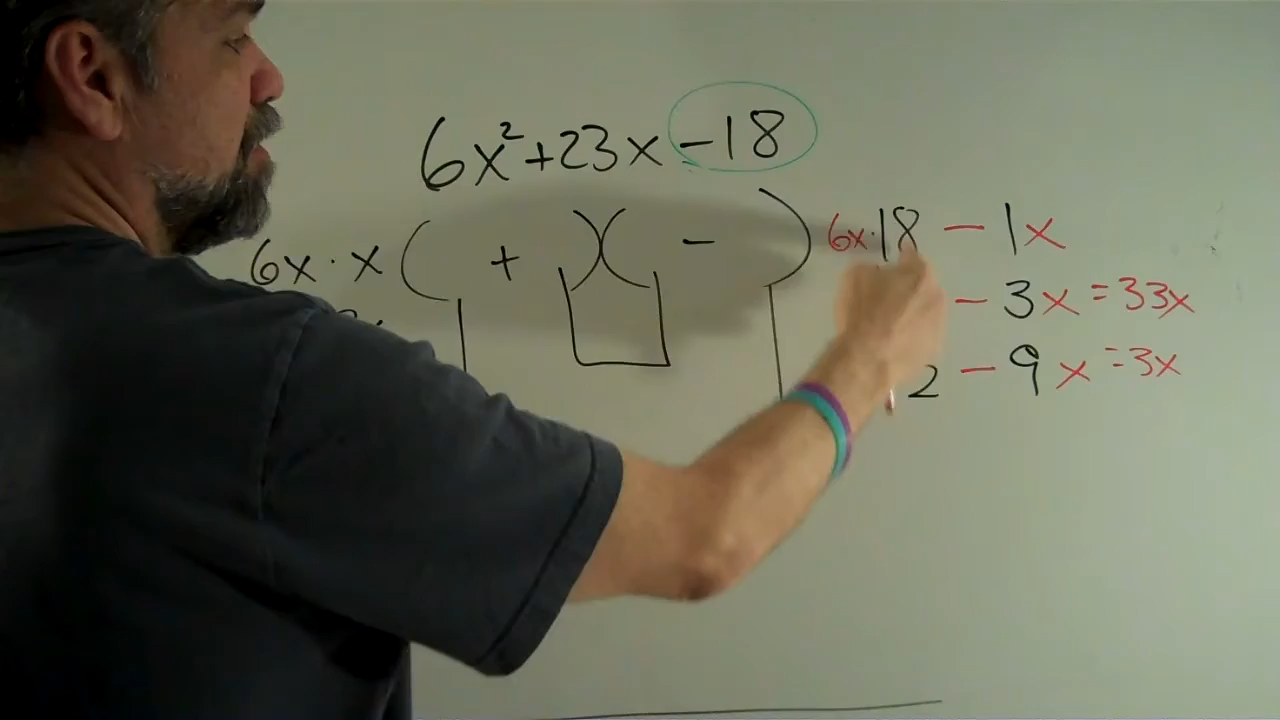 6x²+23x-18
6x·x ( + )( - ) 6x·18 - 1x
- 3x = 33x
2 - 9x = 3x